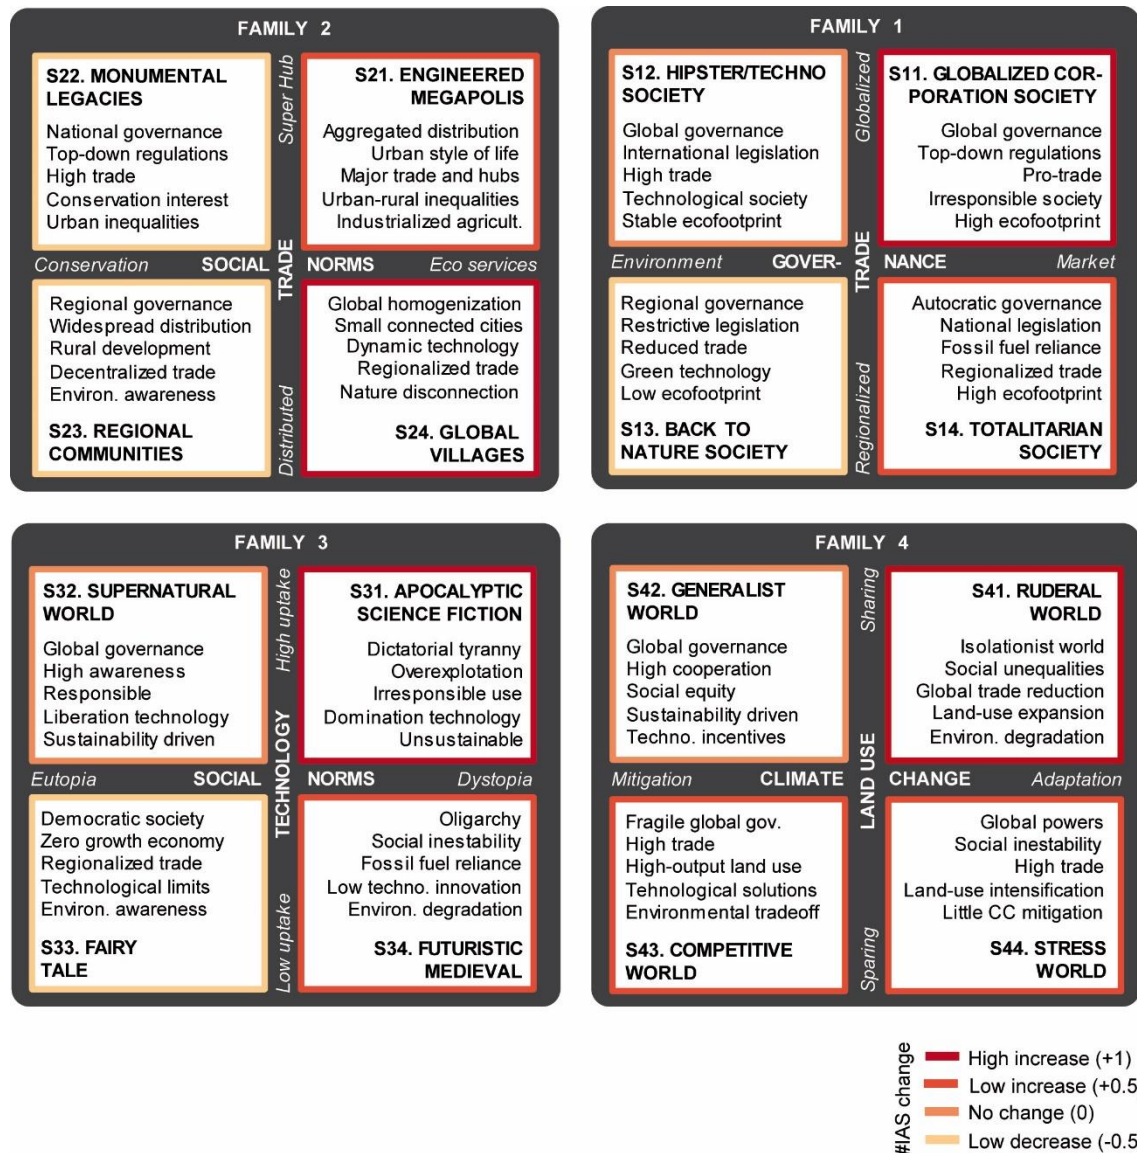 FAMILY 2
S22. MONUMENTAL
LEGACIES
National governance
Top-down regulations
High trade
Conservation interest
Urban inequalities
Super Hub
S21. ENGINEERED
MEGAPOLIS
Aggregated distribution
Urban style of life
Major trade and hubs
Urban-rural inequalities
Industrialized agricult.
Conservation SOCIAL NORMS Eco services
TRADE
Regional governance
Widespread distribution
Rural development
Decentralized trade
Environ. awareness
S23. REGIONAL
COMMUNITIES
Distributed
Global homogenization
Small connected cities
Dynamic technology
Regionalized trade
Nature disconnection
S24. GLOBAL
VILLAGES
FAMILY 1
S12. HIPSTER/TECHNO
SOCIETY
Global governance
International legislation
High trade
Technological society
Stable ecofootprint
Globalized
S11. GLOBALIZED COR-
PORATION SOCIETY
Global governance
Top-down regulations
Pro-trade
Irresponsible society
High ecofootprint
Environment GOVER- NANCE Market
TRADE
Regional governance
Restrictive legislation
Reduced trade
Green technology
Low ecofootprint
S13. BACK TO
NATURE SOCIETY
Regionalized
Autocratic governance
National legislation
Fossil fuel reliance
Regionalized trade
High ecofootprint
S14. TOTALITARIAN
SOCIETY
FAMILY 3
S32. SUPERNATURAL
WORLD
Global governance
High awareness
Responsible
Liberation technology
Sustainability driven
High uptake
S31. APOCALYPTIC
SCIENCE FICTION
Dictatorial tyranny
Overexplotation
Irresponsible use
Domination technology
Unsustainable
Eutopia SOCIAL NORMS Dystopia
TECHNOLOGY
Democratic society
Zero growth economy
Regionalized trade
Technological limits
Environ. awareness
S33. FAIRY
TALE
Low uptake
Oligarchy
Social inestability
Fossil fuel reliance
Low techno. innovation
Environ. degradation
S34. FUTURISTIC
MEDIEVAL
FAMILY 4
S42. GENERALIST
WORLD
Global governance
High cooperation
Social equity
Sustainability driven
Techno. incentives
Sharing
S41. RUDERAL
WORLD
Isolationist world
Social unequalities
Global trade reduction
Land-use expansion
Environ. degradation
Mitigation CLIMATE CHANGE Adaptation
LAND USE
Fragile global gov.
High trade
High-output land use
Tehnological solutions
Environmental tradeoff
S43. COMPETITIVE
WORLD
Sparing
Global powers
Social inestability
High trade
Land-use intensification
Little CC mitigation
S44. STRESS
WORLD
#IAS change
High increase (+1)
Low increase (+0.5
No change (0)
Low decrease (-0.5